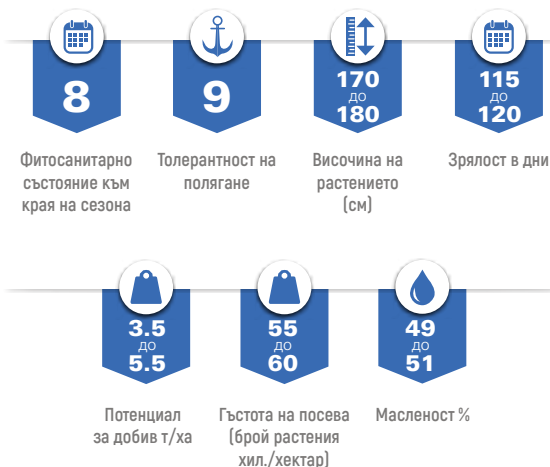 8
Фитосанитарно
състояние към
края на сезона
9
Толерантност на
полягане
170
ДО
180
Височина на
растението
(см)
115
ДО
120
Зрялост в дни
3.5
ДО
5.5
Потенциал
за добив т/ха
55
ДО
60
Гъстота на посева
(брой растения
хил./хектар)
49
ДО
51
Масленост %